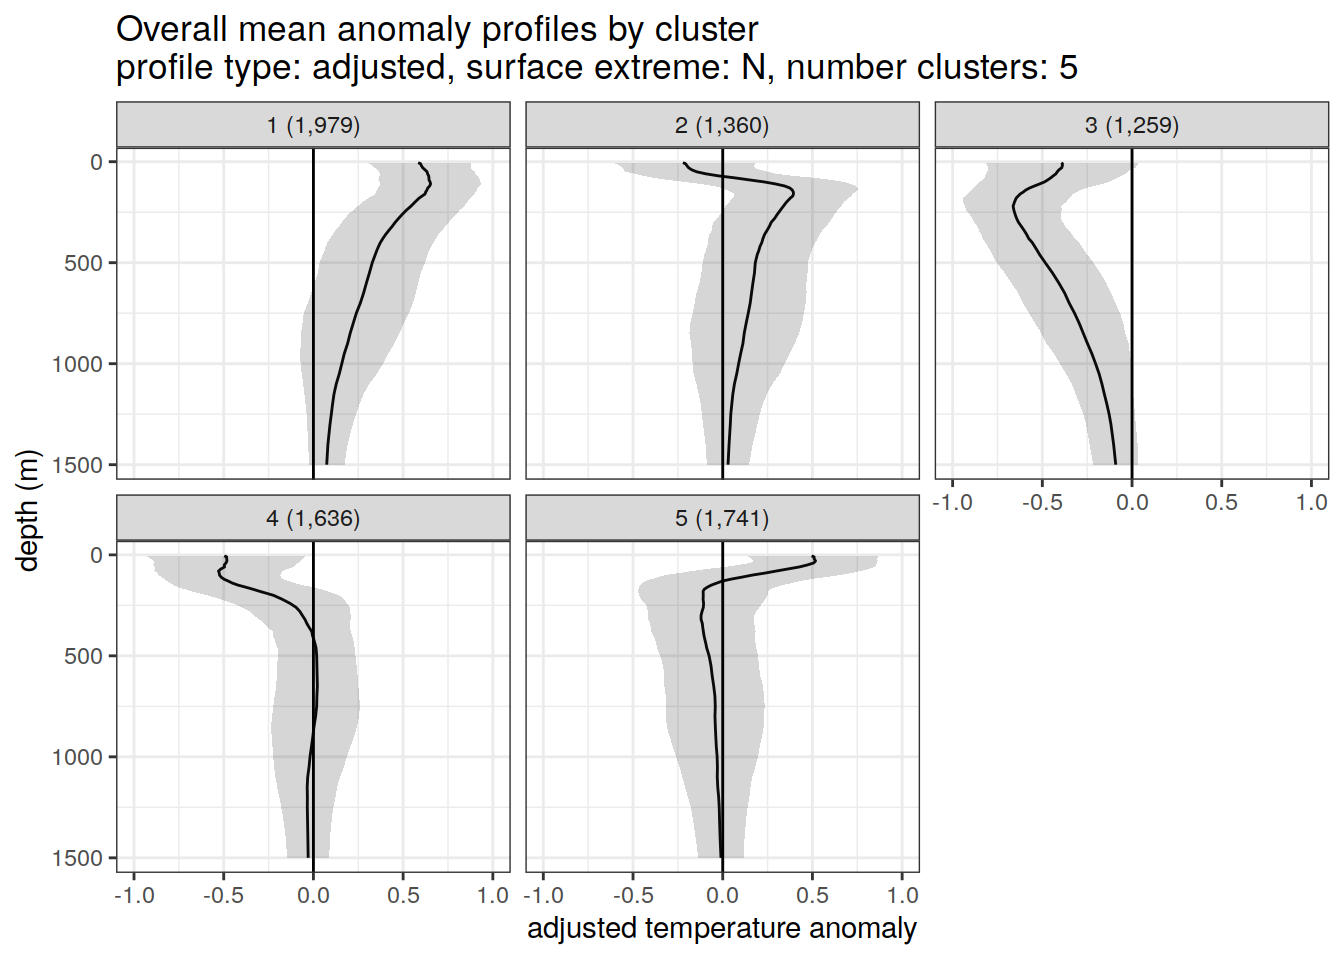 Overall mean anomaly profiles by cluster
profile type: adjusted, surface extreme: N, number clusters: 5
1 (1,979)
2 (1,360)
3 (1,259)
0
500
1000
1500
-1.0 -0.5 0.0 0.5 1.0
depth (m)
4 (1,636)
5 (1,741)
0
500
1000
1500
-1.0 -0.5 0.0 0.5 1.0
-1.0 -0.5 0.0 0.5 1.0
adjusted temperature anomaly